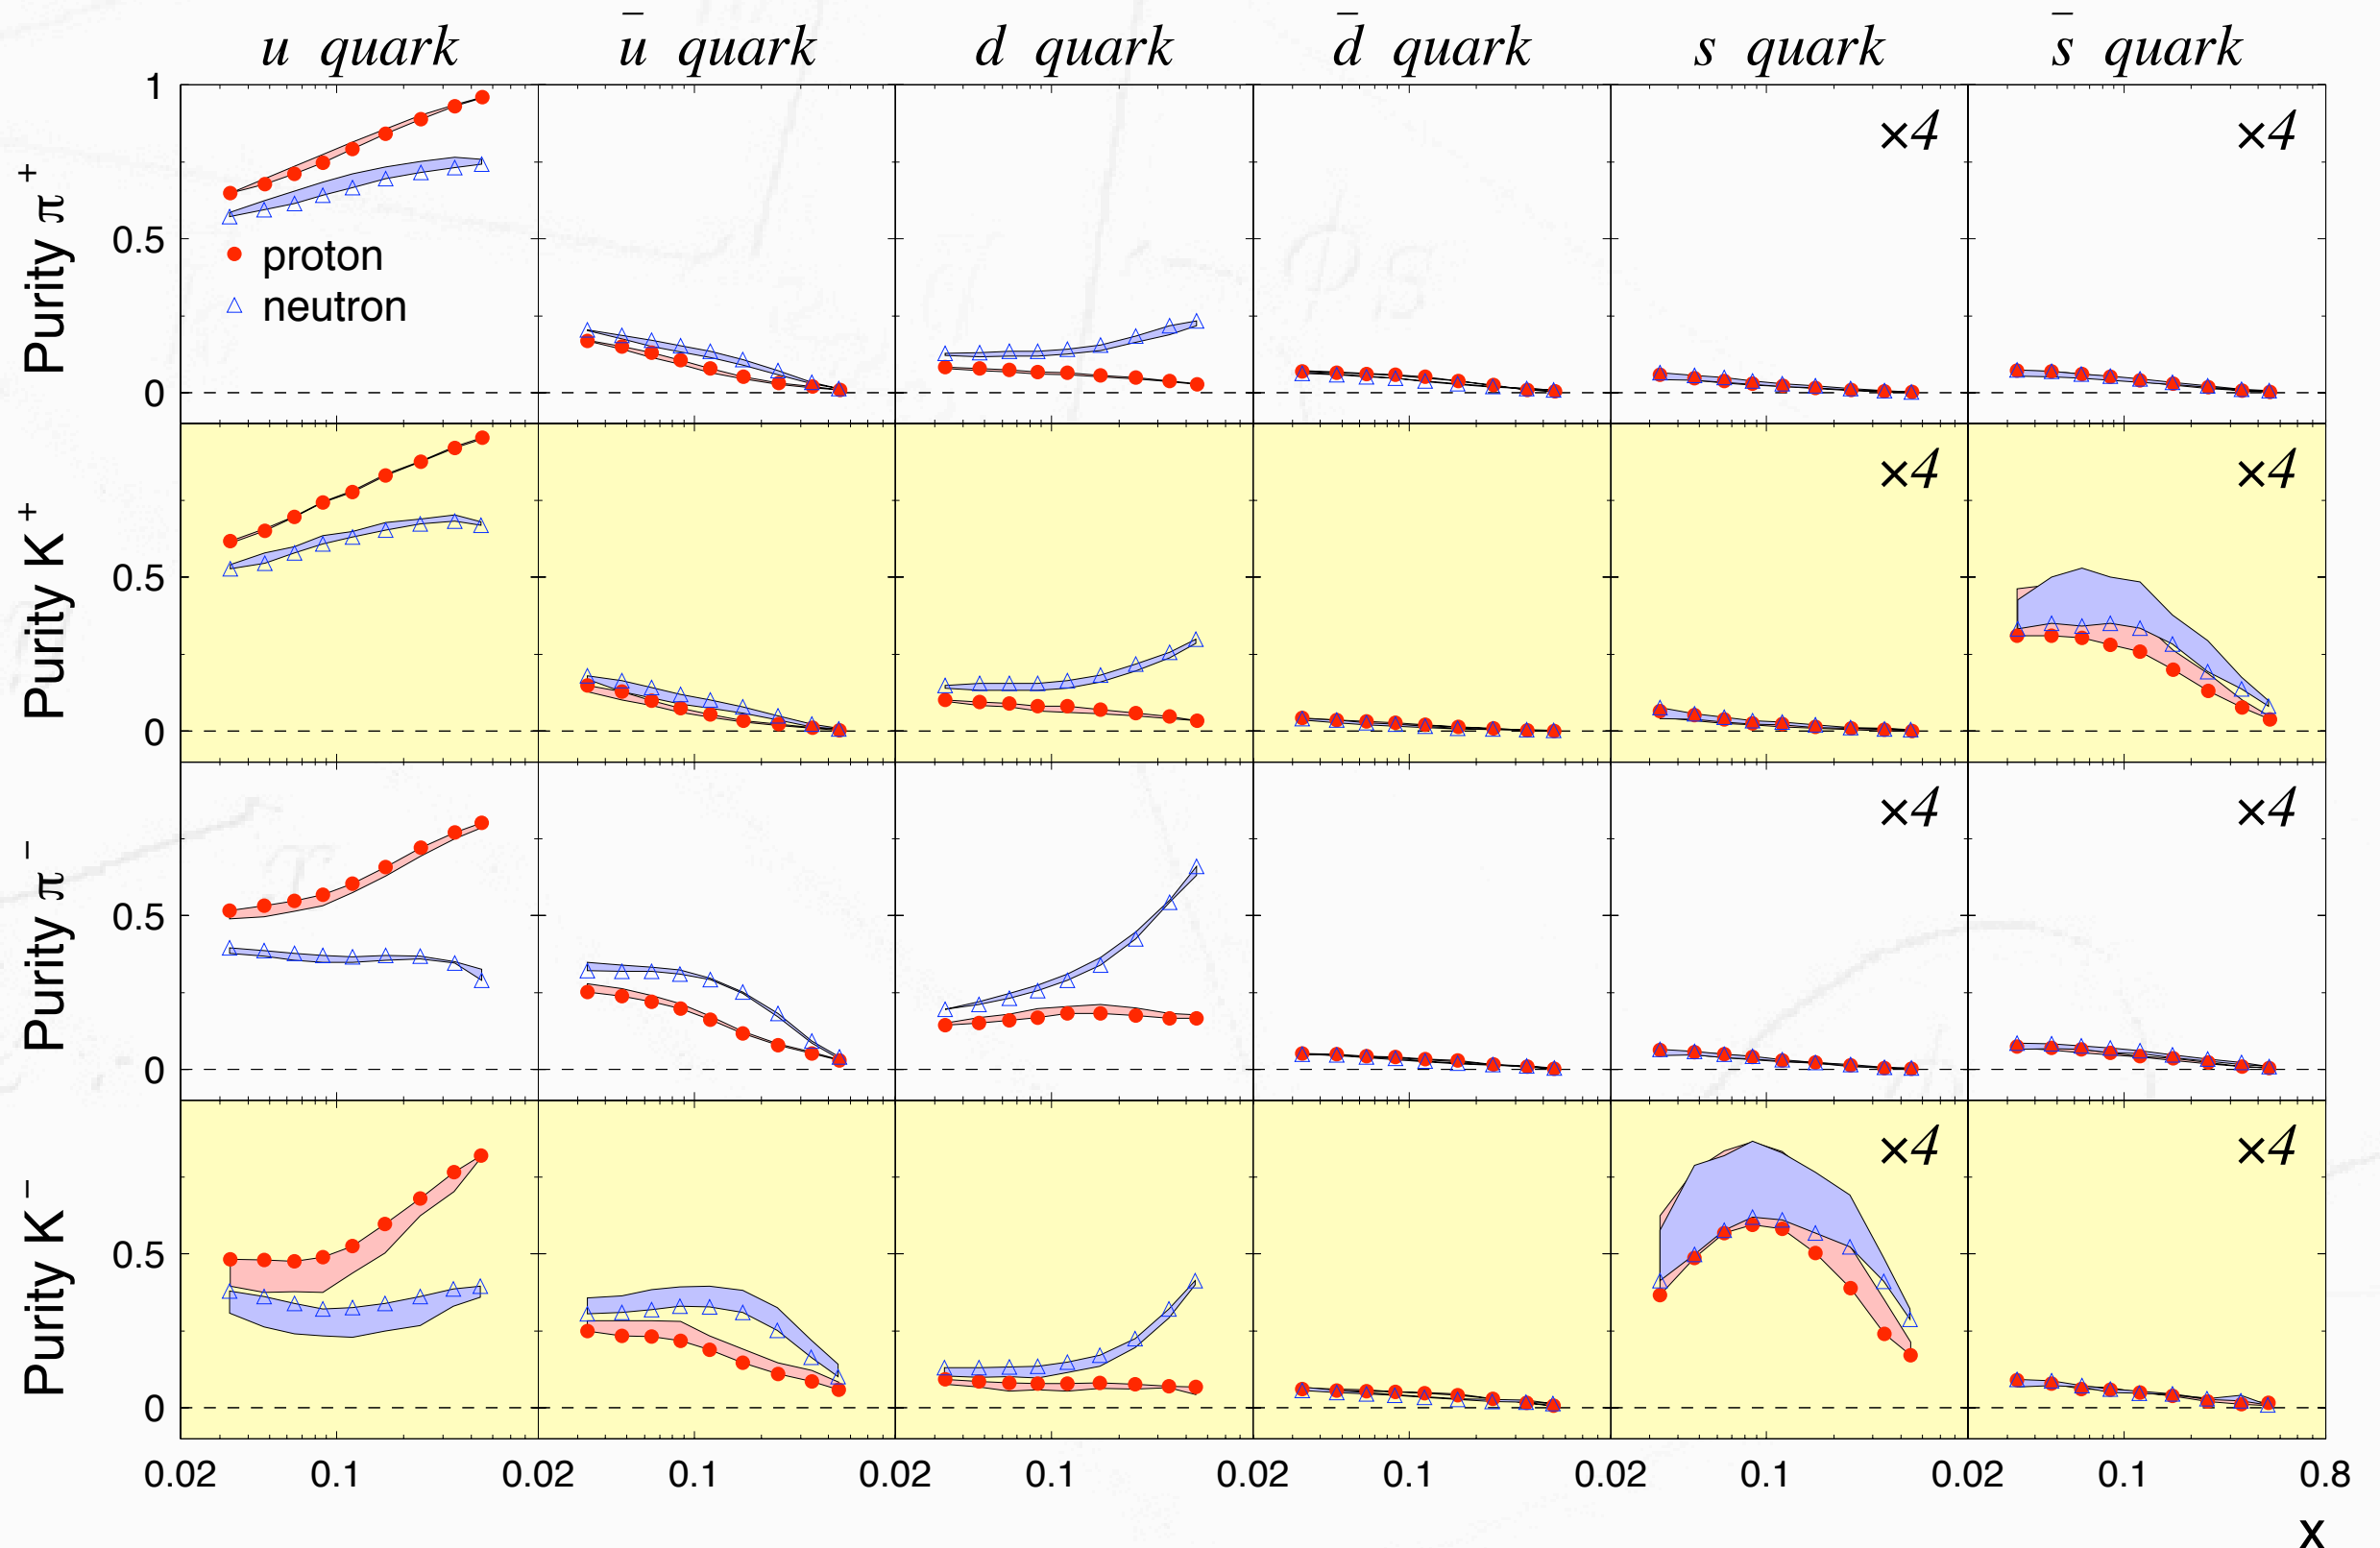 u quark
ū quark
d quark
d̄ quark
s quark
s̄ quark
Purity π⁺
1
0.5
0
proton
neutron
×4
×4
Purity K⁺
0.5
0
×4
×4
Purity π⁻
0.5
0
×4
×4
Purity K⁻
0.5
0
×4
×4
0.02 0.1 0.02 0.1 0.02 0.1 0.02 0.1 0.02 0.1 0.02 0.1 0.8
x